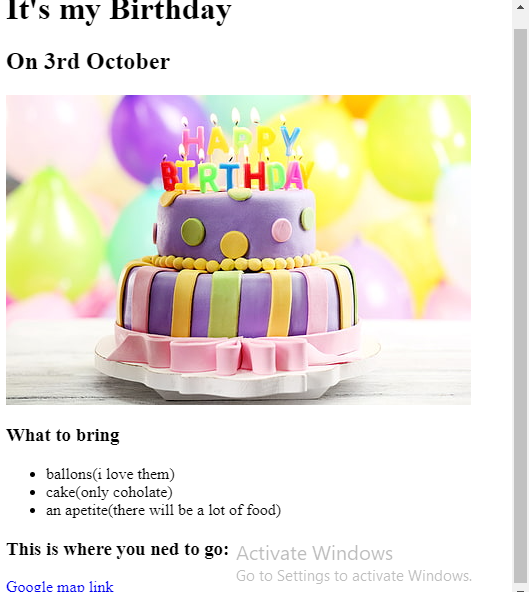 It's my Birthday
On 3rd October
HAPPY
BIRTHDAY
What to bring
ballons(i love them)
cake(only coholate)
an apetite(there will be a lot of food)
This is where you ned to go:
Activate Windows
Go to Settings to activate Windows.
Google map link